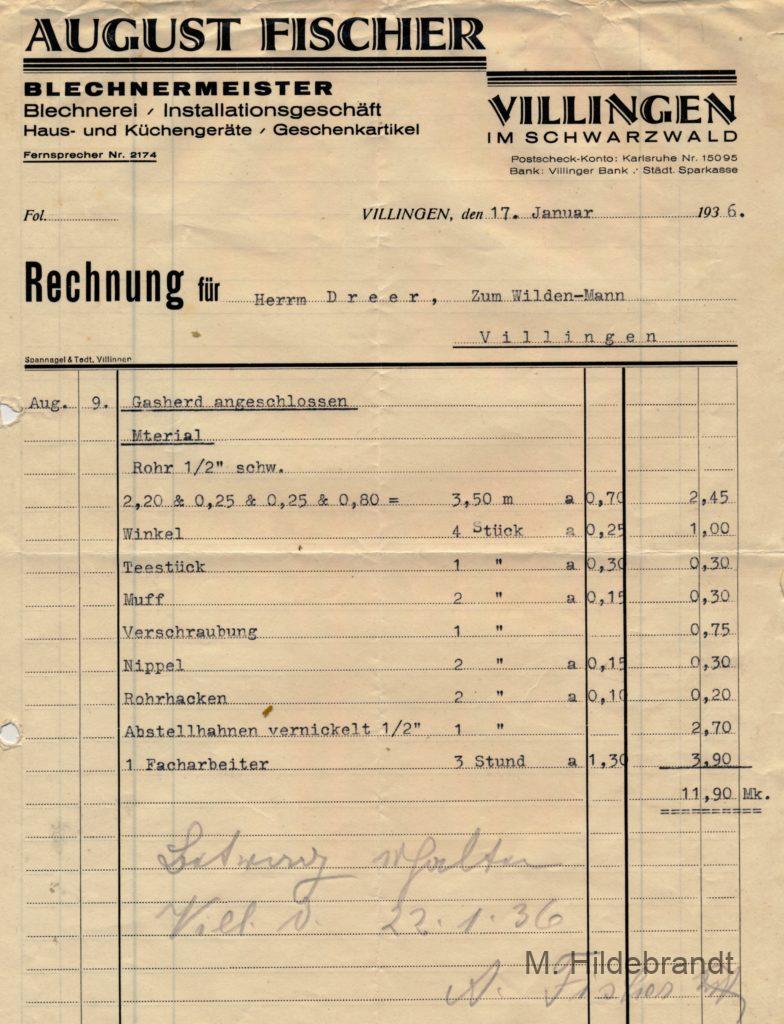 AUGUST FISCHER
BLECHNERMEISTER
Blechnerei / Installationsgeschäft
Haus- und Küchengeräte / Geschenkartikel
Fernsprecher Nr. 2174
VILLINGEN
IM SCHWARZWALD
Postscheck-Konto: Karlsruhe Nr. 15095
Bank: Villinger Bank .· Städt. Sparkasse
Fol. VILLINGEN, den 17. Januar 1936.
Rechnung für Herrm Dreer, Zum Wilden-Mann
Villingen
Spannagel & Tedt, Villinnen
Aug. 9. Gasherd angeschlossen
Mterial
Rohr 1/2" schw.
2,20 & 0,25 & 0,25 & 0,80 = 3,50 m a 0,70 2,45
Winkel 4 Stück a 0,25 1,00
Teestück 1 " a 0,30 0,30
Muff 2 " a 0,15 0,30
Verschraubung 1 " 0,75
Nippel 2 " a 0,15 0,30
Rohrhacken 2 " a 0,10 0,20
Abstellhahnen vernickelt 1/2" 1 " 2,70
1 Facharbeiter 3 Stund a 1,30 3,90
11,90 Mk.
Betrag erhalten
Vill. d. 22.1.36
M. Hildebrandt
A. Fischer